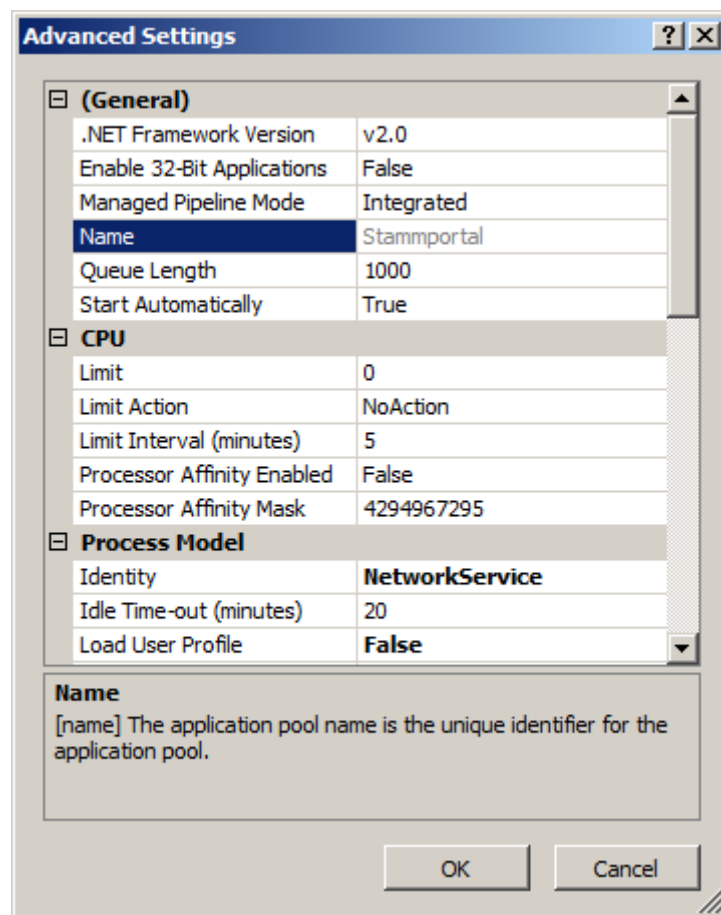 Advanced Settings
(General)
.NET Framework Version v2.0
Enable 32-Bit Applications False
Managed Pipeline Mode Integrated
Name Stammportal
Queue Length 1000
Start Automatically True
CPU
Limit 0
Limit Action NoAction
Limit Interval (minutes) 5
Processor Affinity Enabled False
Processor Affinity Mask 4294967295
Process Model
Identity NetworkService
Idle Time-out (minutes) 20
Load User Profile False
Name
[name] The application pool name is the unique identifier for the
application pool.
OK Cancel